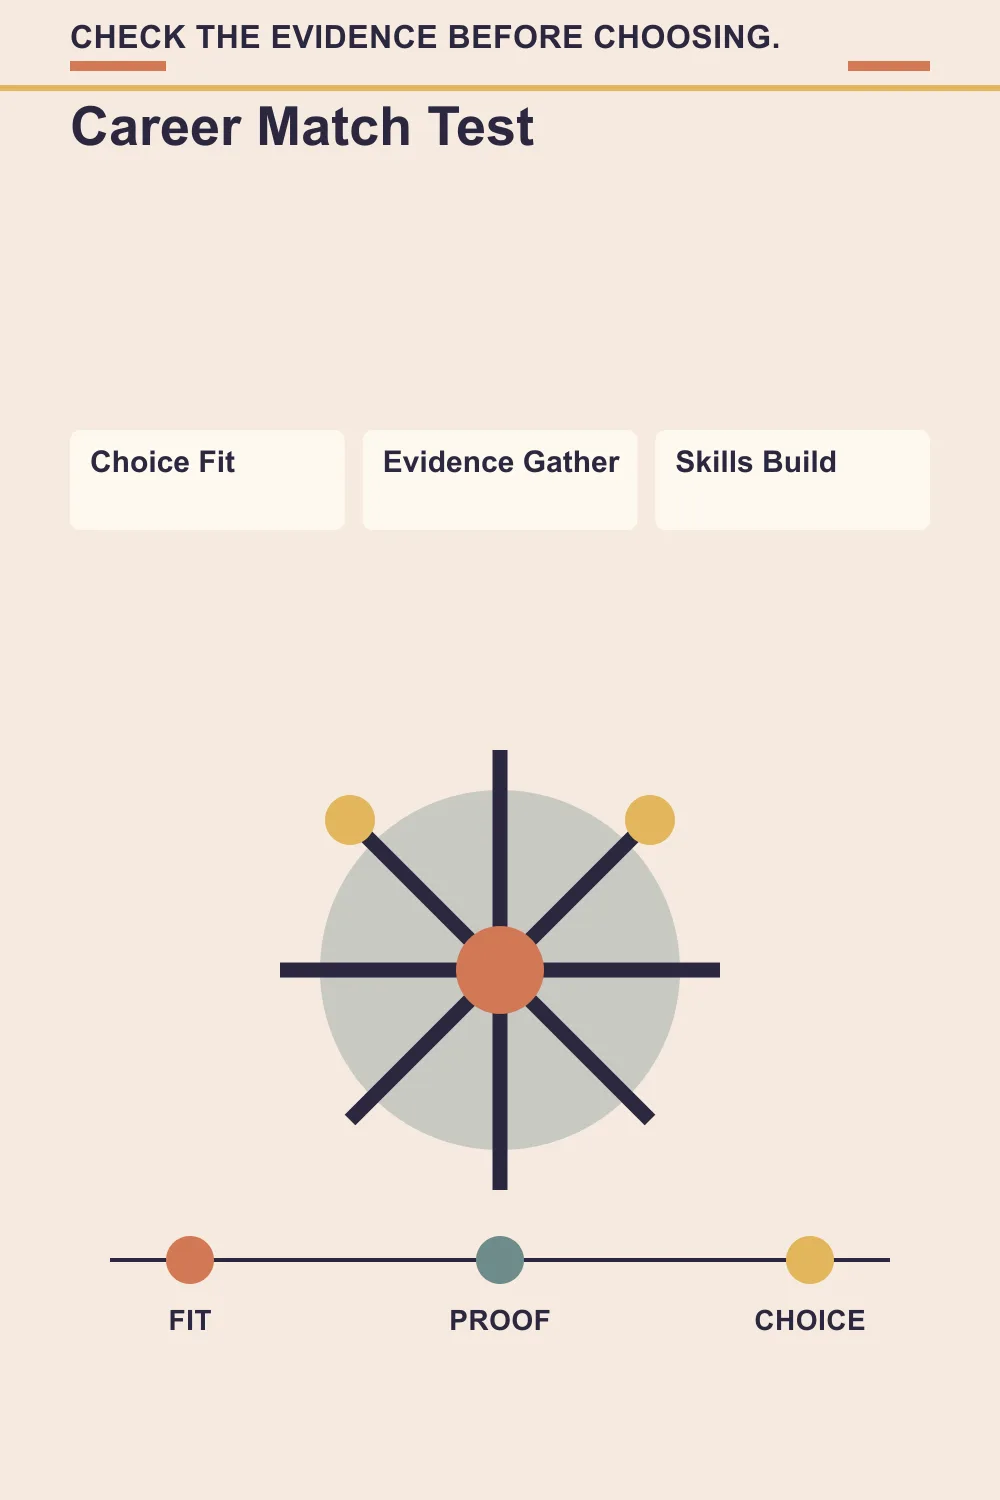 CHECK THE EVIDENCE BEFORE CHOOSING.
Career Match Test
Choice Fit
Evidence Gather
Skills Build
FIT
PROOF
CHOICE